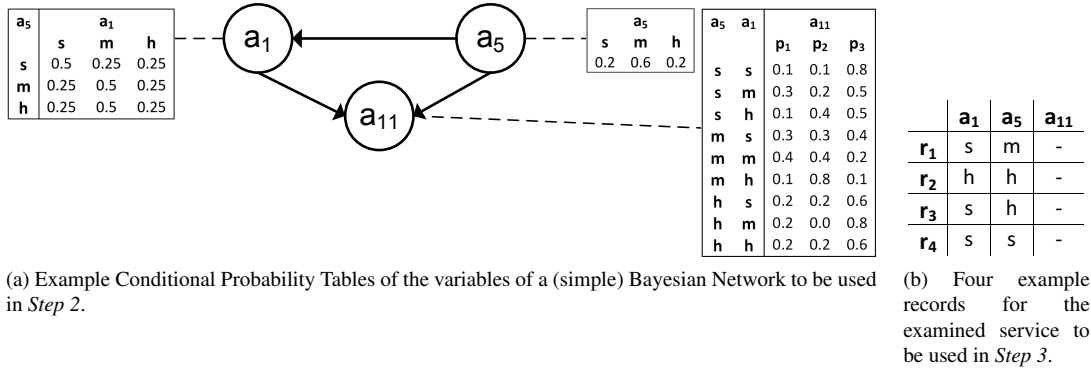 a5 a1
s m h
s 0.5 0.25 0.25
m 0.25 0.5 0.25
h 0.25 0.5 0.25
a1
a5
a11
a5
s m h
0.2 0.6 0.2
a5 a1 a11
p1 p2 p3
s s 0.1 0.1 0.8
s m 0.3 0.2 0.5
s h 0.1 0.4 0.5
m s 0.3 0.3 0.4
m m 0.4 0.4 0.2
m h 0.1 0.8 0.1
h s 0.2 0.2 0.6
h m 0.2 0.0 0.8
h h 0.2 0.2 0.6
(a) Example Conditional Probability Tables of the variables of a (simple) Bayesian Network to be used
in Step 2.
a1 a5 a11
r1 s m -
r2 h h -
r3 s h -
r4 s s -
(b) Four example
records for the
examined service to
be used in Step 3.